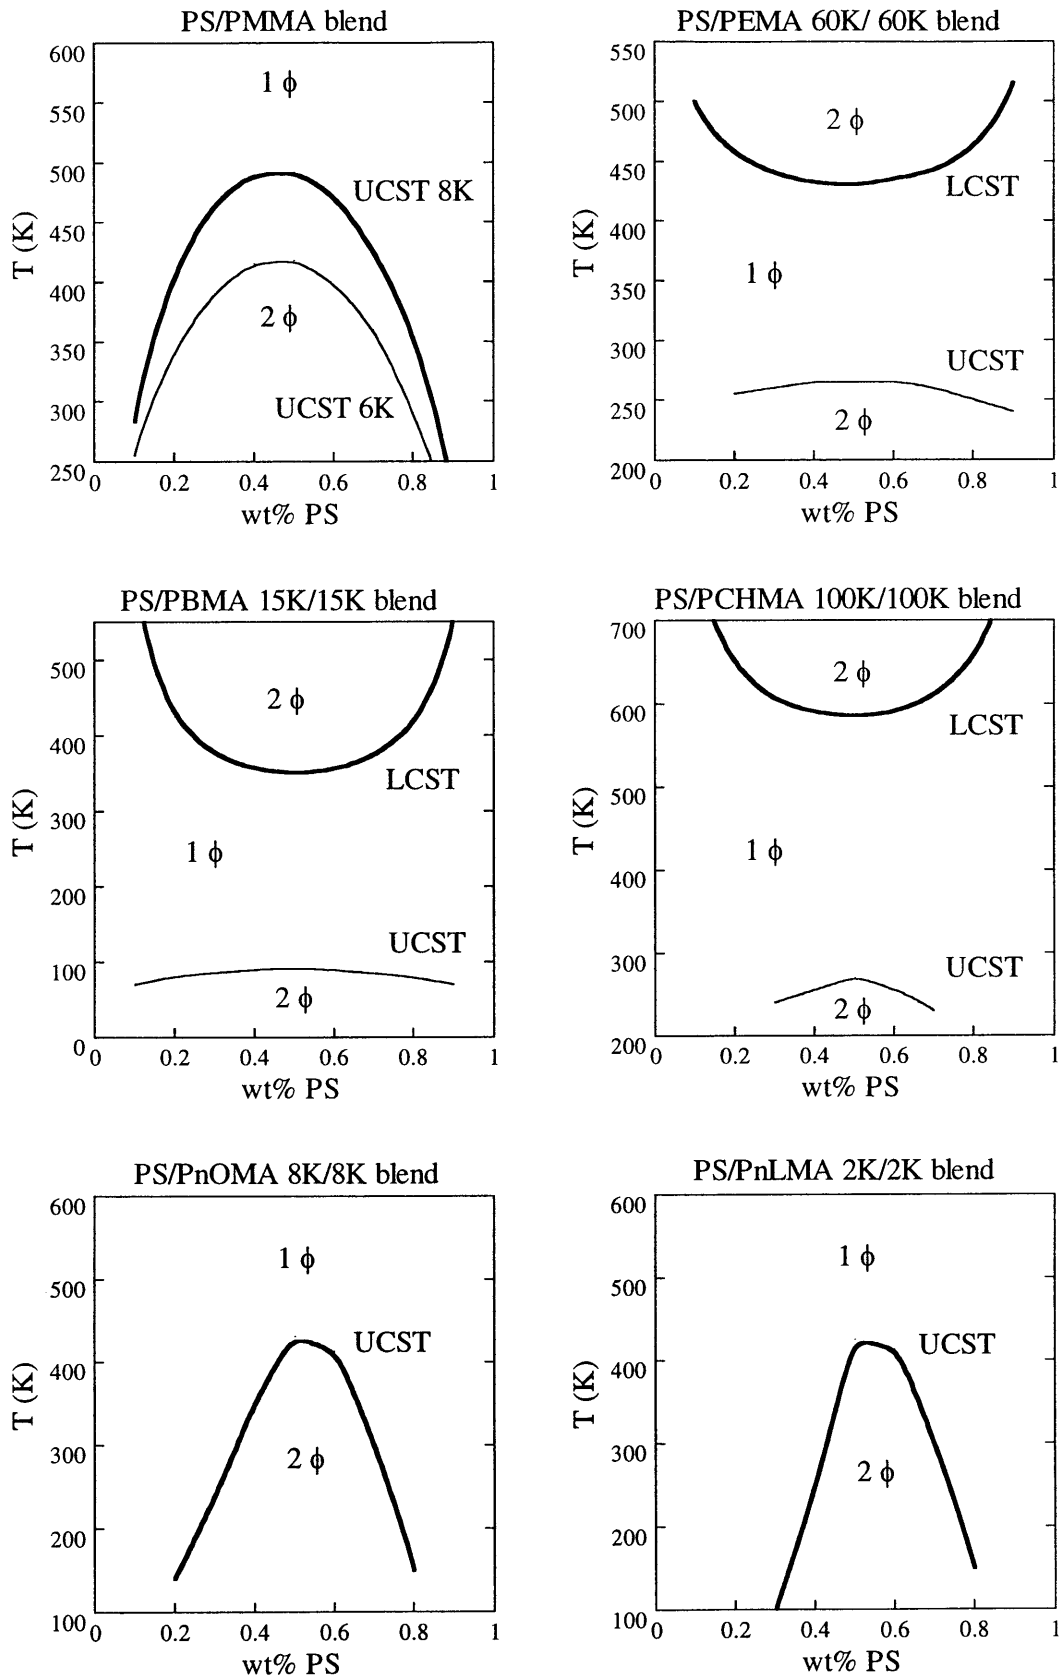 PS/PMMA blend
600
550
500
450
400
350
300
250
T (K)
1 ϕ
UCST 8K
2 ϕ
UCST 6K
0 0.2 0.4 0.6 0.8 1
wt% PS
PS/PEMA 60K/ 60K blend
550
500
450
400
350
300
250
200
T (K)
2 ϕ
LCST
1 ϕ
UCST
2 ϕ
0 0.2 0.4 0.6 0.8 1
wt% PS
PS/PBMA 15K/15K blend
500
400
300
200
100
0
T (K)
2 ϕ
LCST
1 ϕ
UCST
2 ϕ
0 0.2 0.4 0.6 0.8 1
wt% PS
PS/PCHMA 100K/100K blend
700
600
500
400
300
200
T (K)
2 ϕ
LCST
1 ϕ
UCST
2 ϕ
0 0.2 0.4 0.6 0.8 1
wt% PS
PS/PnOMA 8K/8K blend
600
500
400
300
200
100
T (K)
1 ϕ
UCST
2 ϕ
0 0.2 0.4 0.6 0.8 1
wt% PS
PS/PnLMA 2K/2K blend
600
500
400
300
200
100
T (K)
1 ϕ
UCST
2 ϕ
0 0.2 0.4 0.6 0.8 1
wt% PS